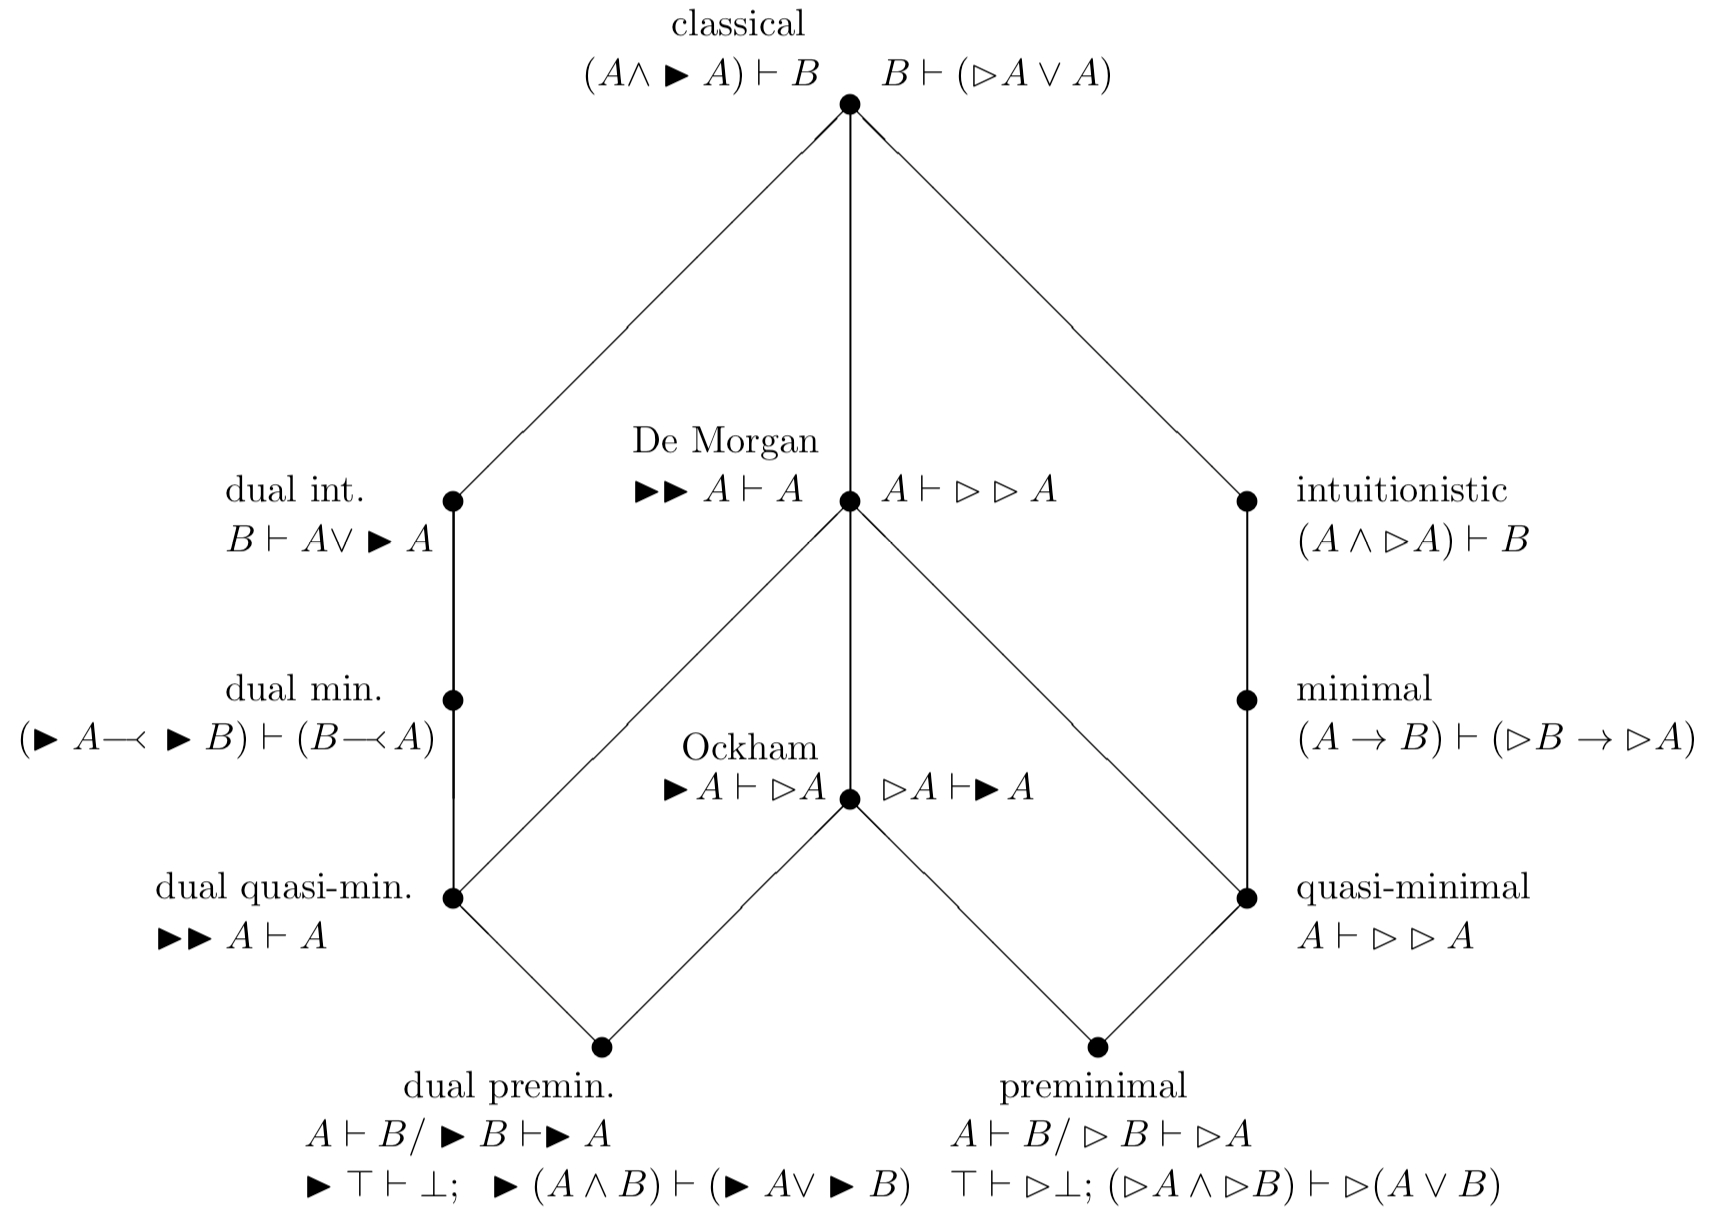 classical
(A∧ ▶ A) ⊢ B B ⊢ (▷A ∨ A)
De Morgan
▶▶ A ⊢ A A ⊢ ▷ ▷ A
dual int.
B ⊢ A∨ ▶ A
intuitionistic
(A ∧ ▷A) ⊢ B
dual min.
(▶ A⤙ ▶ B) ⊢ (B⤙A)
minimal
(A → B) ⊢ (▷B → ▷A)
Ockham
▶A ⊢ ▷A ▷A ⊢▶ A
dual quasi-min.
▶▶ A ⊢ A
quasi-minimal
A ⊢ ▷ ▷ A
dual premin.
A ⊢ B/ ▶ B ⊢▶ A
▶ ⊤ ⊢ ⊥; ▶ (A ∧ B) ⊢ (▶ A∨ ▶ B)
preminimal
A ⊢ B/ ▷ B ⊢ ▷A
⊤ ⊢ ▷⊥; (▷A ∧ ▷B) ⊢ ▷(A ∨ B)